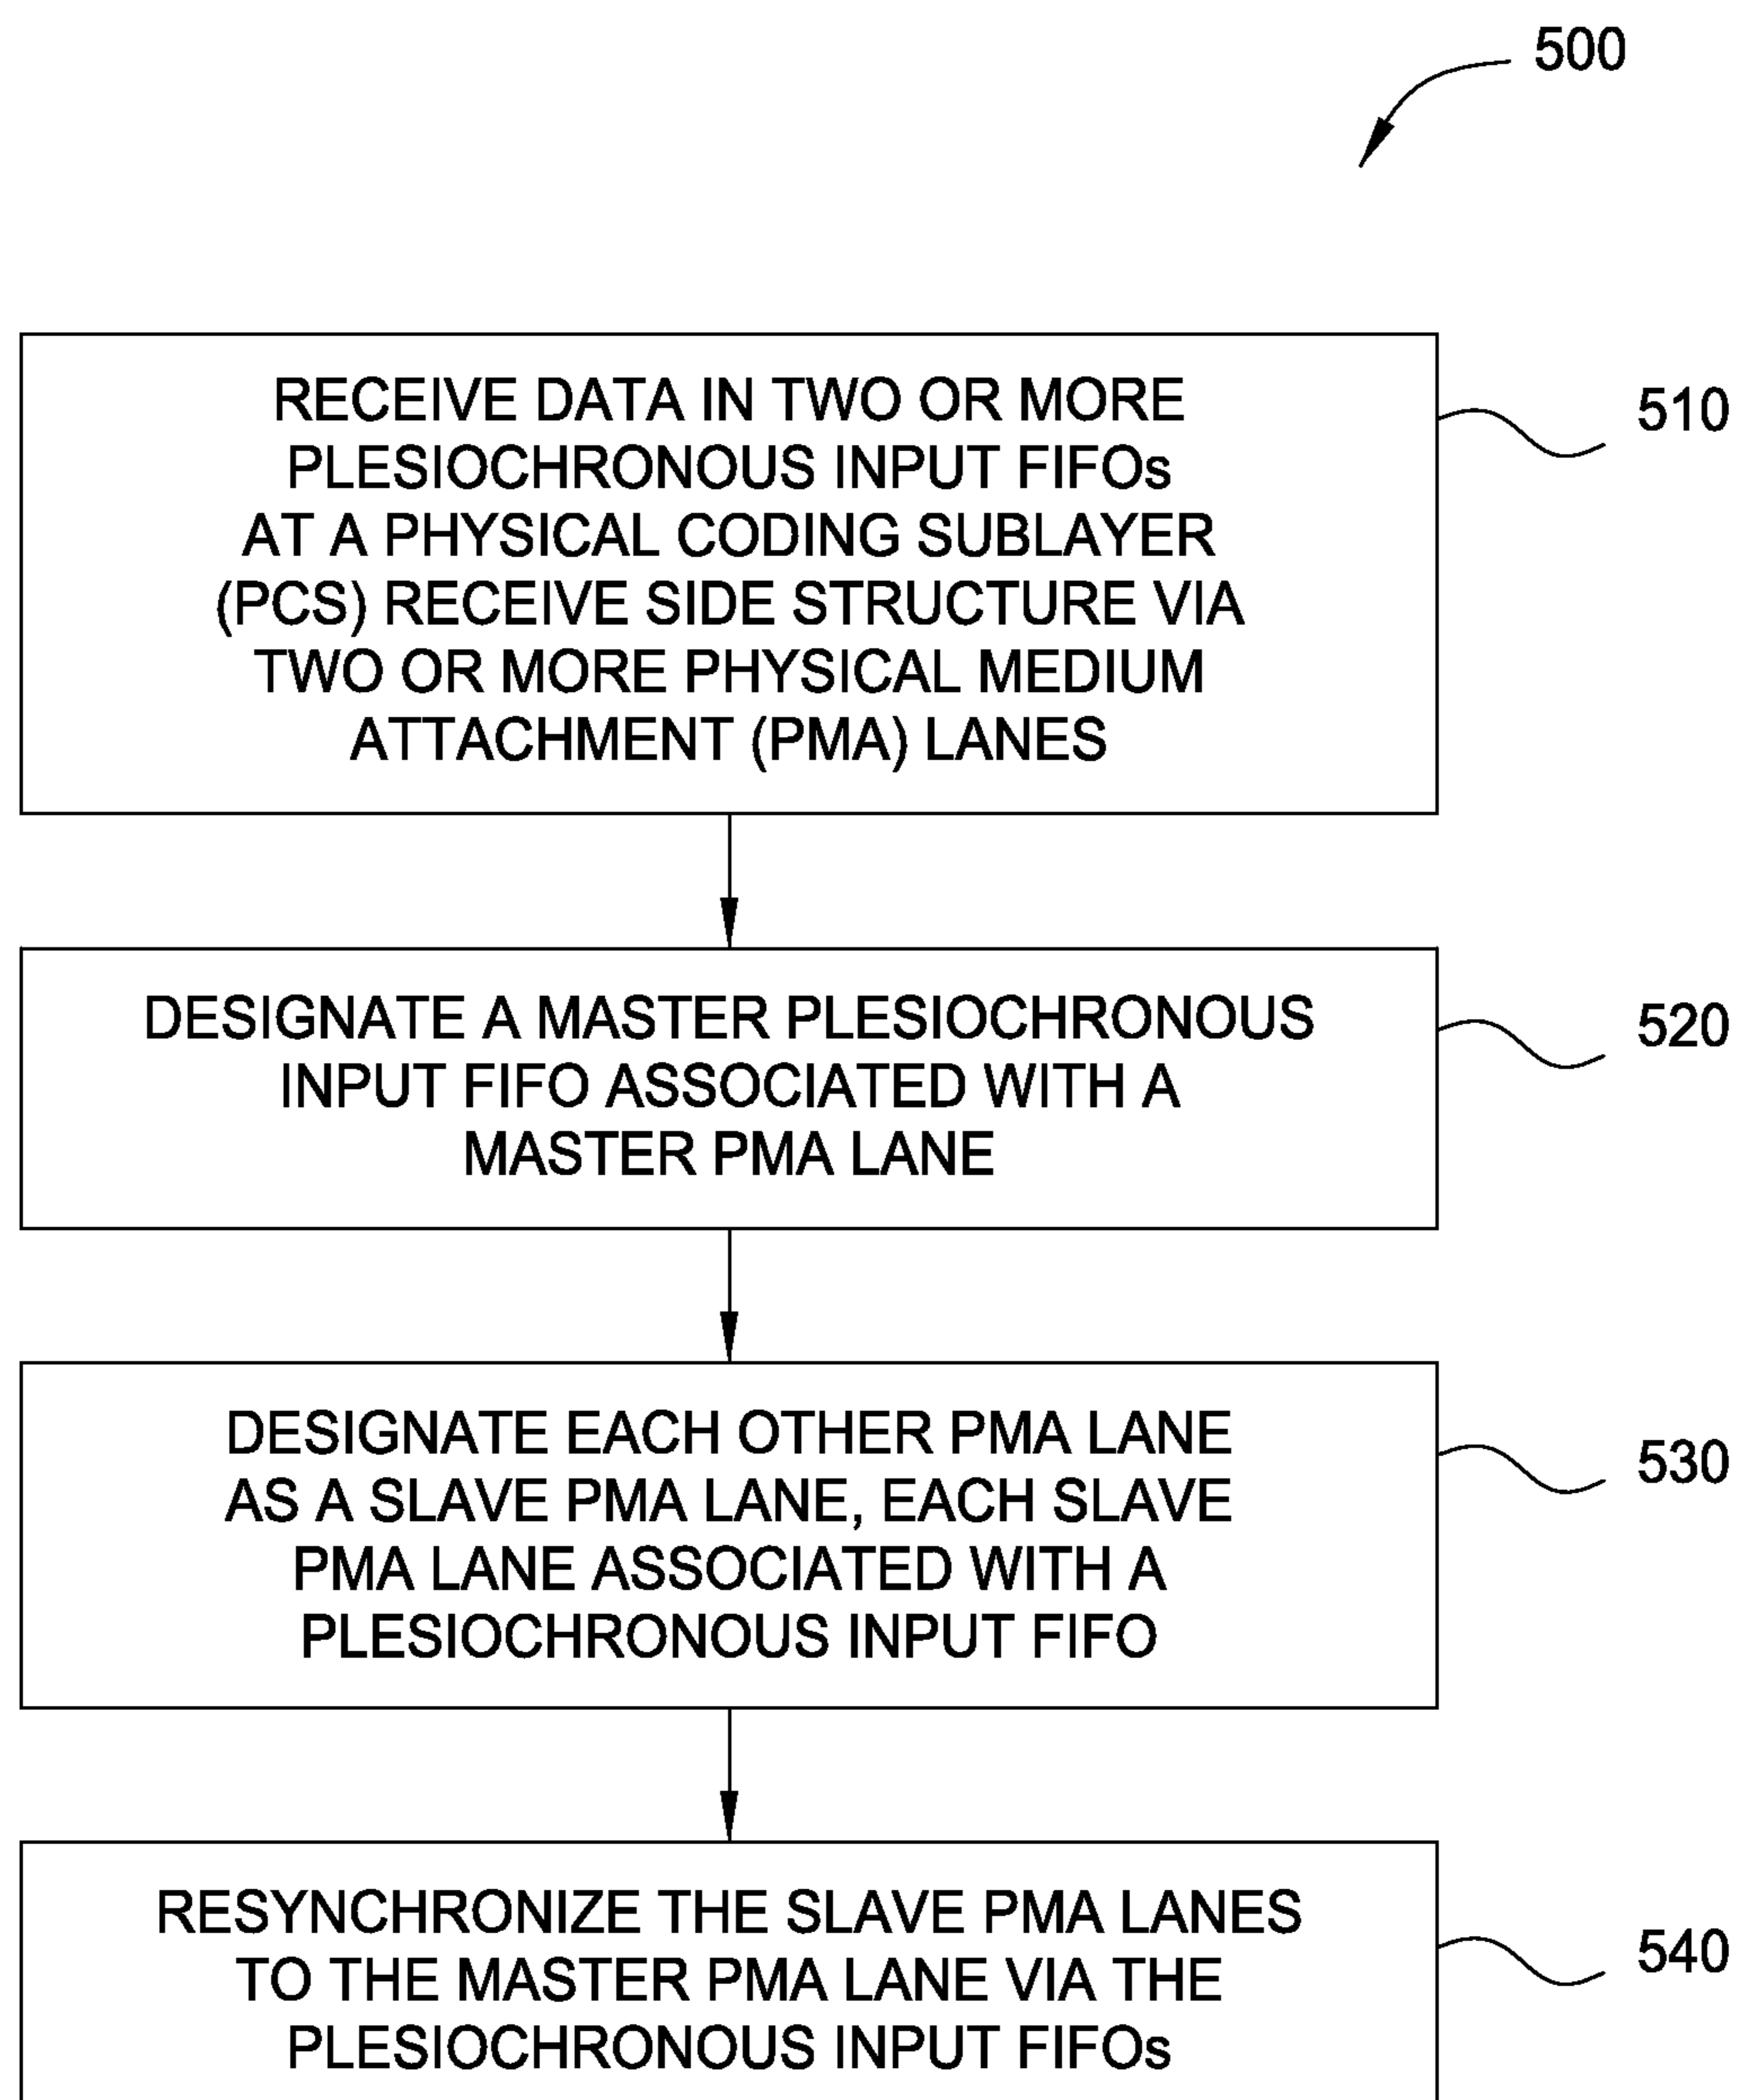 500
RECEIVE DATA IN TWO OR MORE
PLESIOCHRONOUS INPUT FIFOs
AT A PHYSICAL CODING SUBLAYER
(PCS) RECEIVE SIDE STRUCTURE VIA
TWO OR MORE PHYSICAL MEDIUM
ATTACHMENT (PMA) LANES
510
DESIGNATE A MASTER PLESIOCHRONOUS
INPUT FIFO ASSOCIATED WITH A
MASTER PMA LANE
520
DESIGNATE EACH OTHER PMA LANE
AS A SLAVE PMA LANE, EACH SLAVE
PMA LANE ASSOCIATED WITH A
PLESIOCHRONOUS INPUT FIFO
530
RESYNCHRONIZE THE SLAVE PMA LANES
TO THE MASTER PMA LANE VIA THE
PLESIOCHRONOUS INPUT FIFOs
540